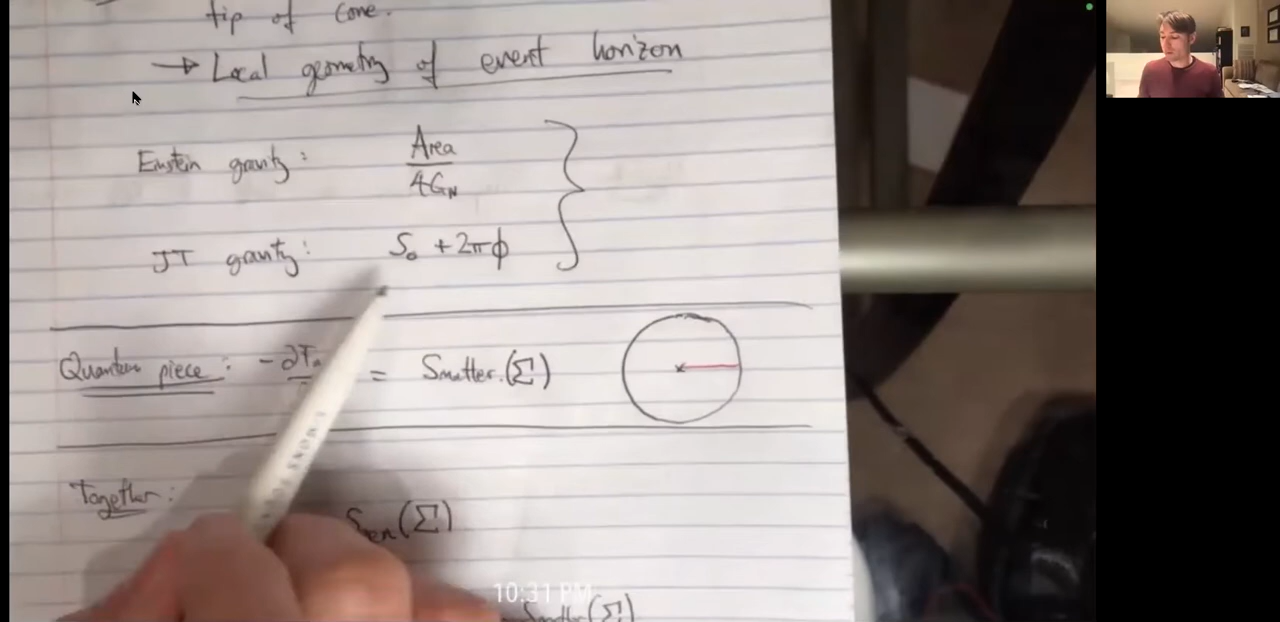 tip of cone.
→ Local geometry of event horizon
Einstein gravity: Area / 4G_N
JT gravity: S_0 + 2πφ
Quantum piece: -∂ = S_matter.(Σ)
Together:
S_gen(Σ)
10:31 PM
S_matter(Σ)